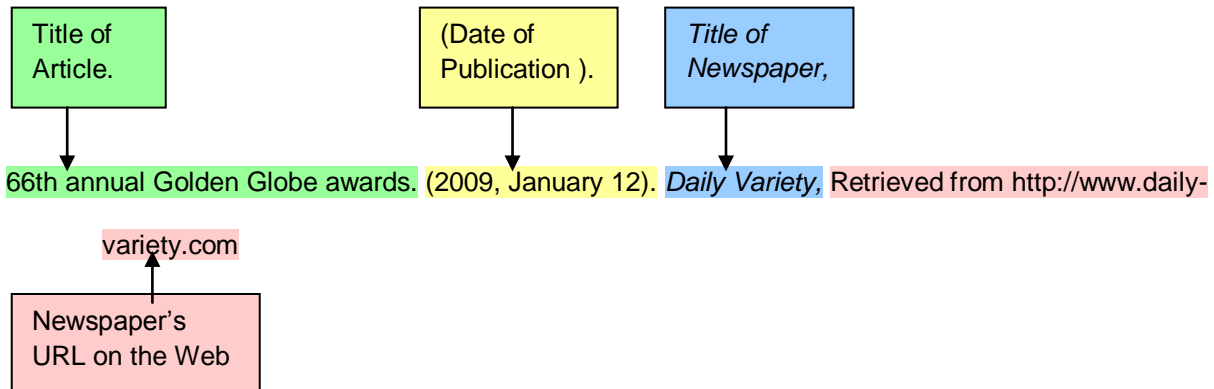 Title of
Article.
(Date of
Publication ).
Title of
Newspaper,
66th annual Golden Globe awards. (2009, January 12). Daily Variety, Retrieved from http://www.daily-
variety.com
Newspaper’s
URL on the Web